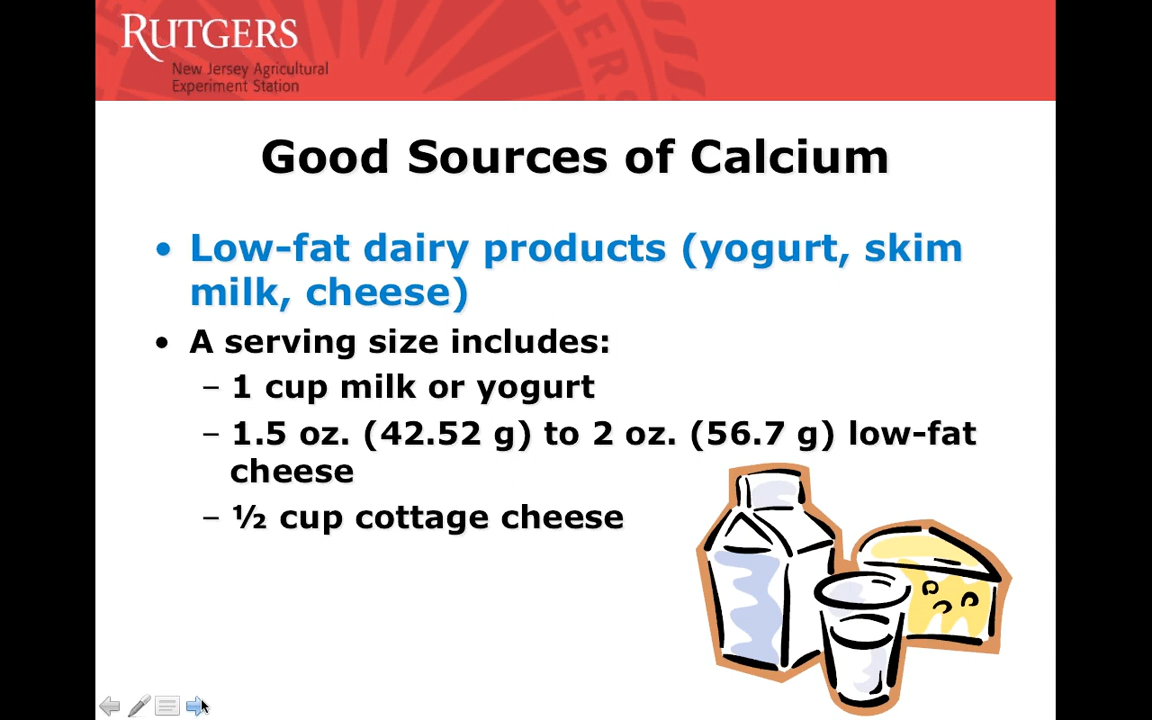 RUTGERS
New Jersey Agricultural
Experiment Station
Good Sources of Calcium
• Low-fat dairy products (yogurt, skim
milk, cheese)
• A serving size includes:
– 1 cup milk or yogurt
– 1.5 oz. (42.52 g) to 2 oz. (56.7 g) low-fat
cheese
– ½ cup cottage cheese